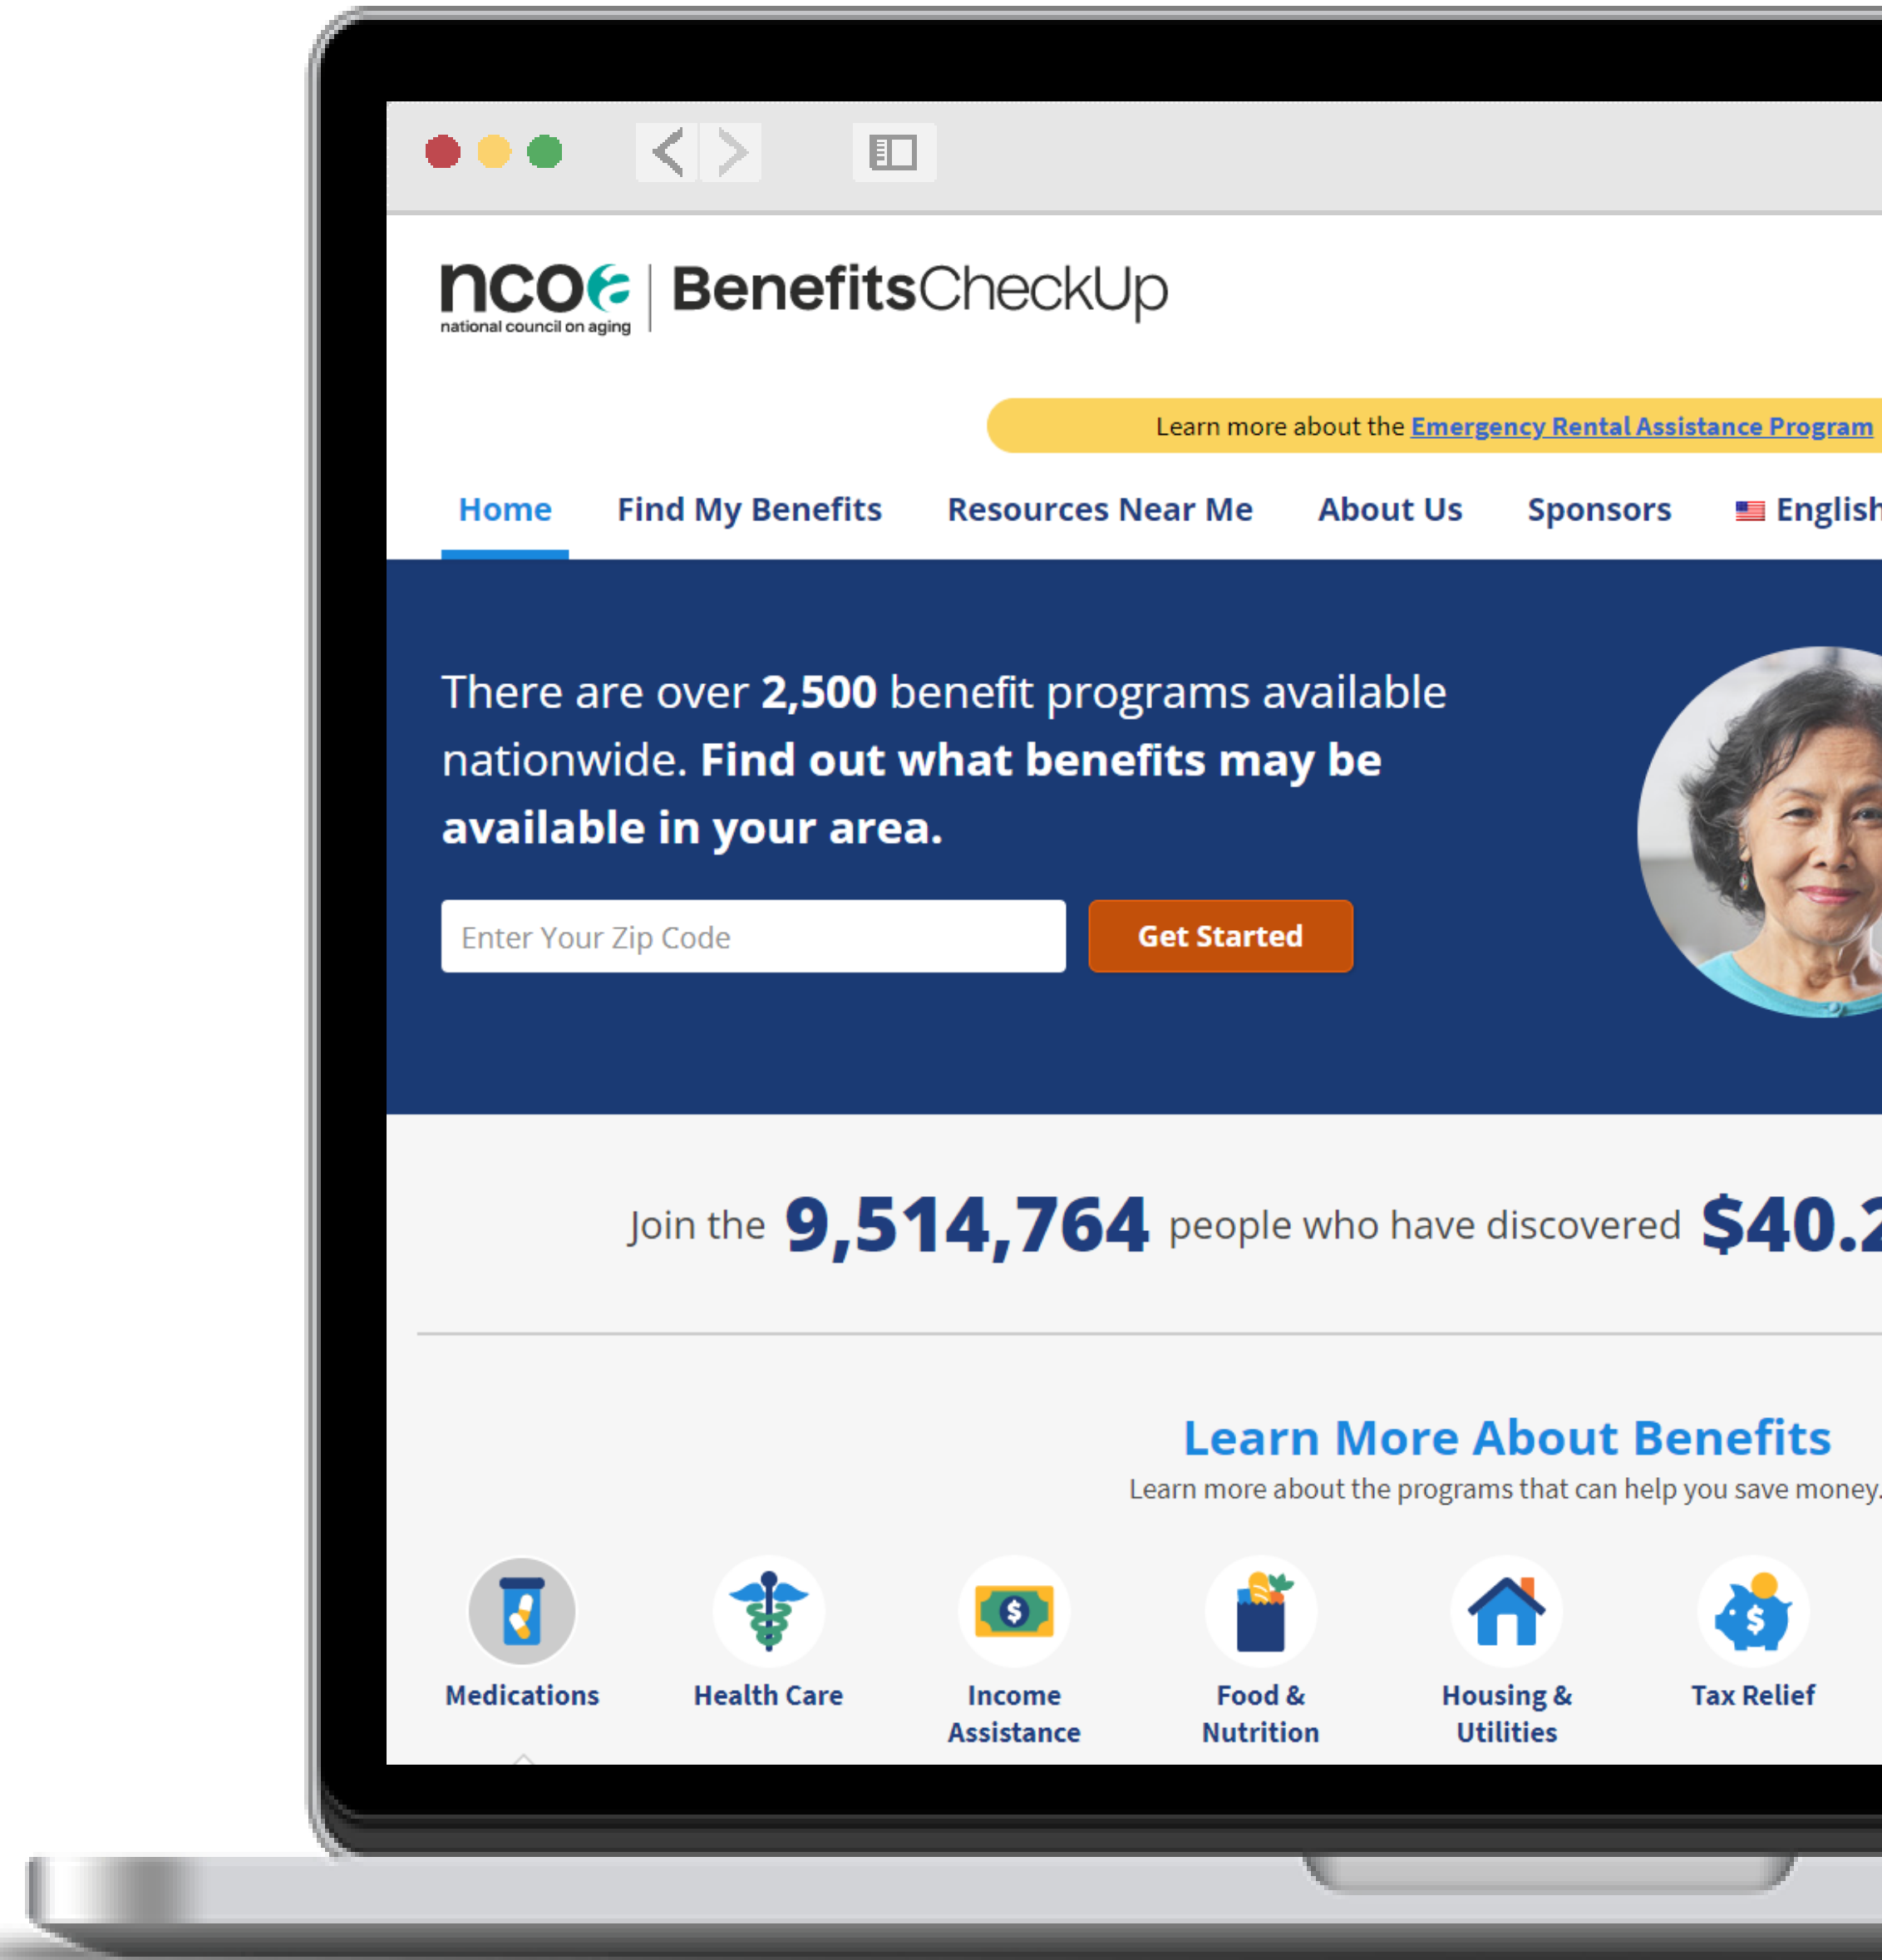 ncoa
national council on aging
BenefitsCheckUp
Learn more about the Emergency Rental Assistance Program
Home Find My Benefits Resources Near Me About Us Sponsors English
There are over 2,500 benefit programs available
nationwide. Find out what benefits may be
available in your area.
Enter Your Zip Code Get Started
Join the 9,514,764 people who have discovered $40.2
Learn More About Benefits
Learn more about the programs that can help you save money.
Medications Health Care Income Food & Housing & Tax Relief
Assistance Nutrition Utilities